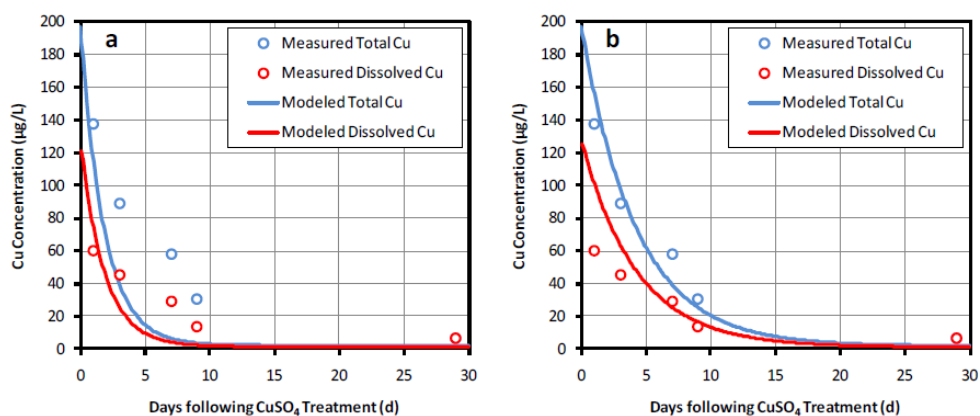 a
Measured Total Cu
Measured Dissolved Cu
Modeled Total Cu
Modeled Dissolved Cu
Cu Concentration (µg/L)
200
180
160
140
120
100
80
60
40
20
0
0 5 10 15 20 25 30
Days following CuSO₄ Treatment (d)
b
Measured Total Cu
Measured Dissolved Cu
Modeled Total Cu
Modeled Dissolved Cu
Cu Concentration (µg/L)
200
180
160
140
120
100
80
60
40
20
0
0 5 10 15 20 25 30
Days following CuSO₄ Treatment (d)